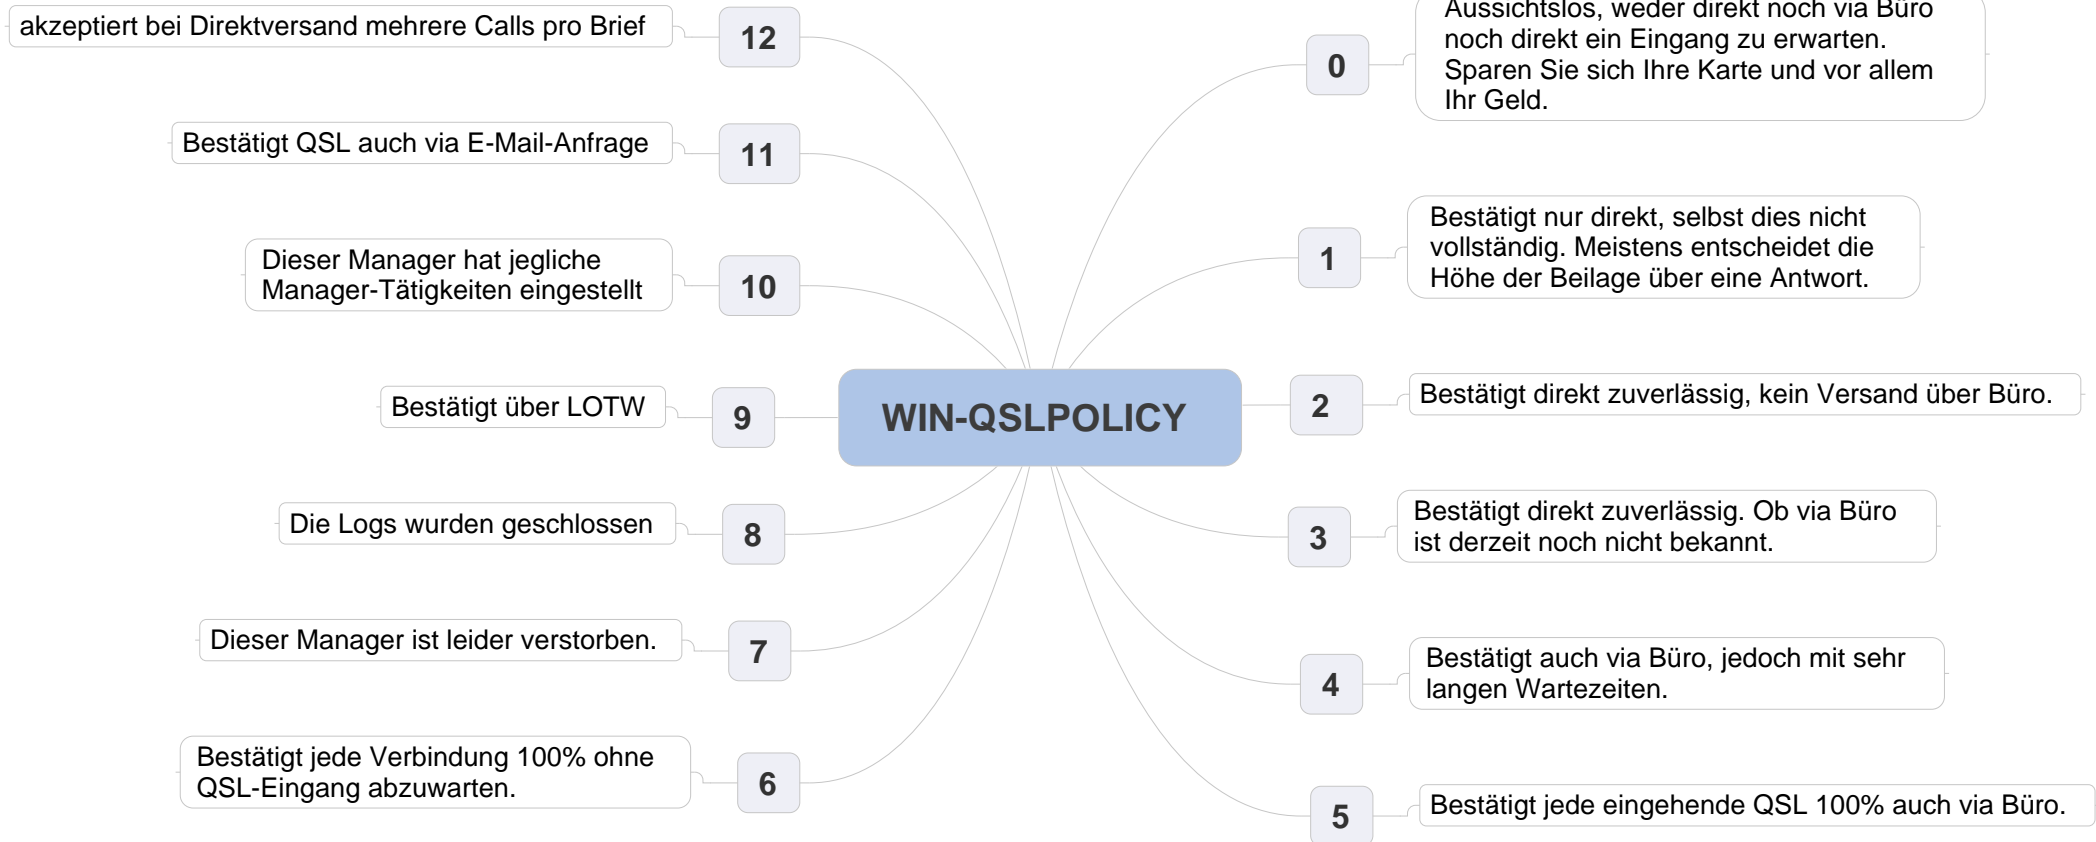 WIN-QSLPOLICY
0
Aussichtslos, weder direkt noch via Büro
noch direkt ein Eingang zu erwarten.
Sparen Sie sich Ihre Karte und vor allem
Ihr Geld.
1
Bestätigt nur direkt, selbst dies nicht
vollständig. Meistens entscheidet die
Höhe der Beilage über eine Antwort.
2
Bestätigt direkt zuverlässig, kein Versand über Büro.
3
Bestätigt direkt zuverlässig. Ob via Büro
ist derzeit noch nicht bekannt.
4
Bestätigt auch via Büro, jedoch mit sehr
langen Wartezeiten.
5
Bestätigt jede eingehende QSL 100% auch via Büro.
6
Bestätigt jede Verbindung 100% ohne
QSL-Eingang abzuwarten.
7
Dieser Manager ist leider verstorben.
8
Die Logs wurden geschlossen
9
Bestätigt über LOTW
10
Dieser Manager hat jegliche
Manager-Tätigkeiten eingestellt
11
Bestätigt QSL auch via E-Mail-Anfrage
12
akzeptiert bei Direktversand mehrere Calls pro Brief